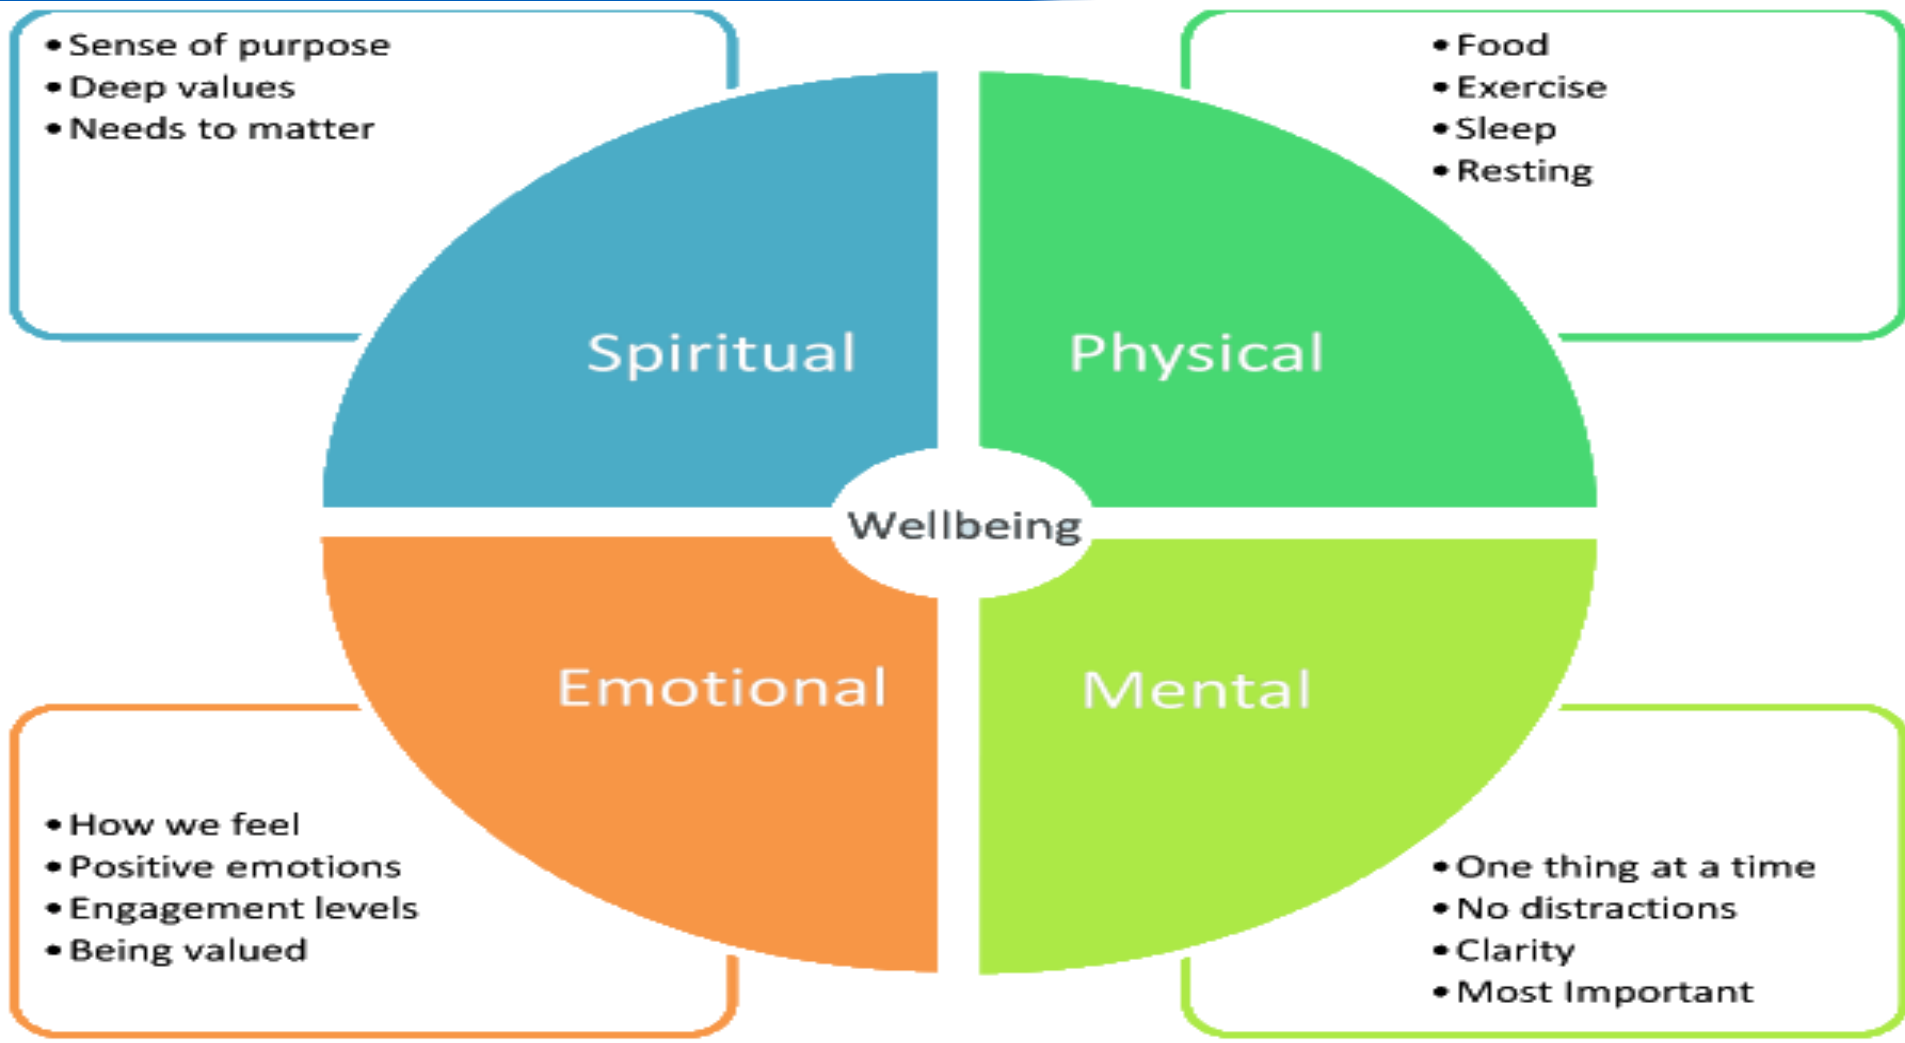 • Sense of purpose
• Deep values
• Needs to matter
• Food
• Exercise
• Sleep
• Resting
Spiritual
Physical
Wellbeing
Emotional
Mental
• How we feel
• Positive emotions
• Engagement levels
• Being valued
• One thing at a time
• No distractions
• Clarity
• Most Important